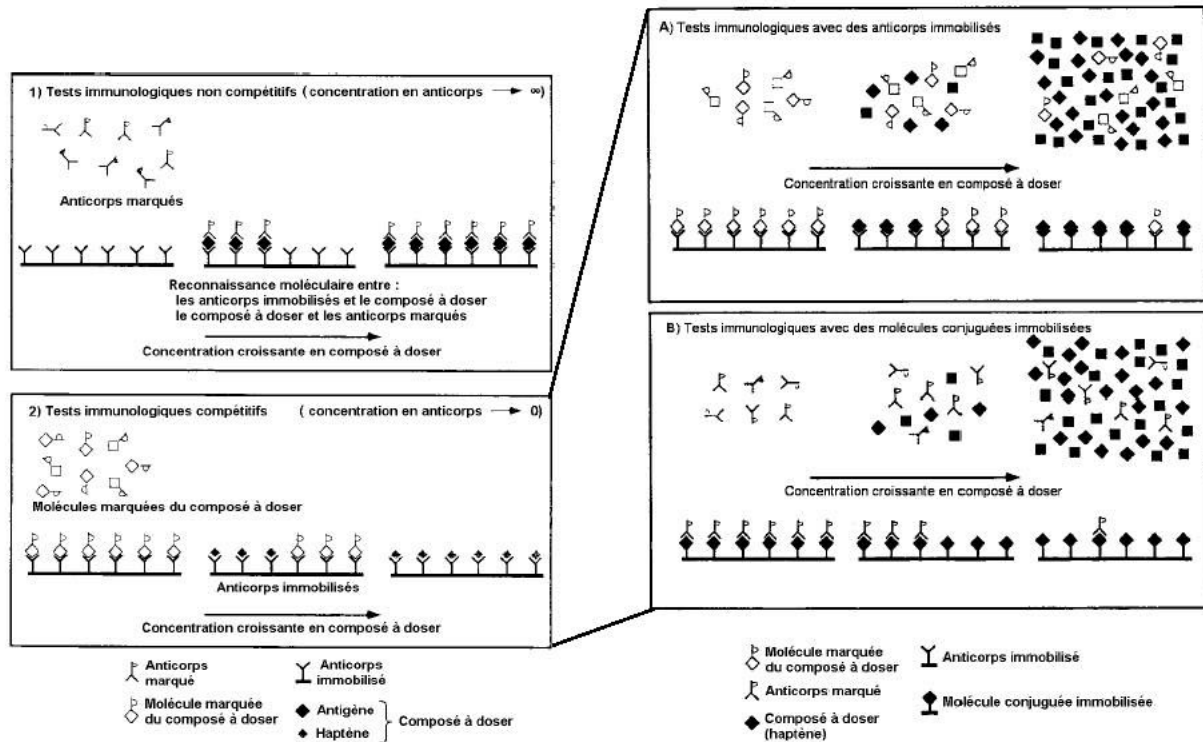 1) Tests immunologiques non compétitifs (concentration en anticorps → ∞)
Anticorps marqués
Reconnaissance moléculaire entre :
les anticorps immobilisés et le composé à doser
le composé à doser et les anticorps marqués
Concentration croissante en composé à doser
2) Tests immunologiques compétitifs (concentration en anticorps → 0)
Molécules marquées du composé à doser
Anticorps immobilisés
Concentration croissante en composé à doser
Anticorps
marqué
Anticorps
immobilisé
Molécule marquée
du composé à doser
Antigène
Haptène
Composé à doser
A) Tests immunologiques avec des anticorps immobilisés
Concentration croissante en composé à doser
B) Tests immunologiques avec des molécules conjuguées immobilisées
Concentration croissante en composé à doser
Molécule marquée
du composé à doser
Anticorps marqué
Composé à doser
(haptène)
Anticorps immobilisé
Molécule conjuguée immobilisée